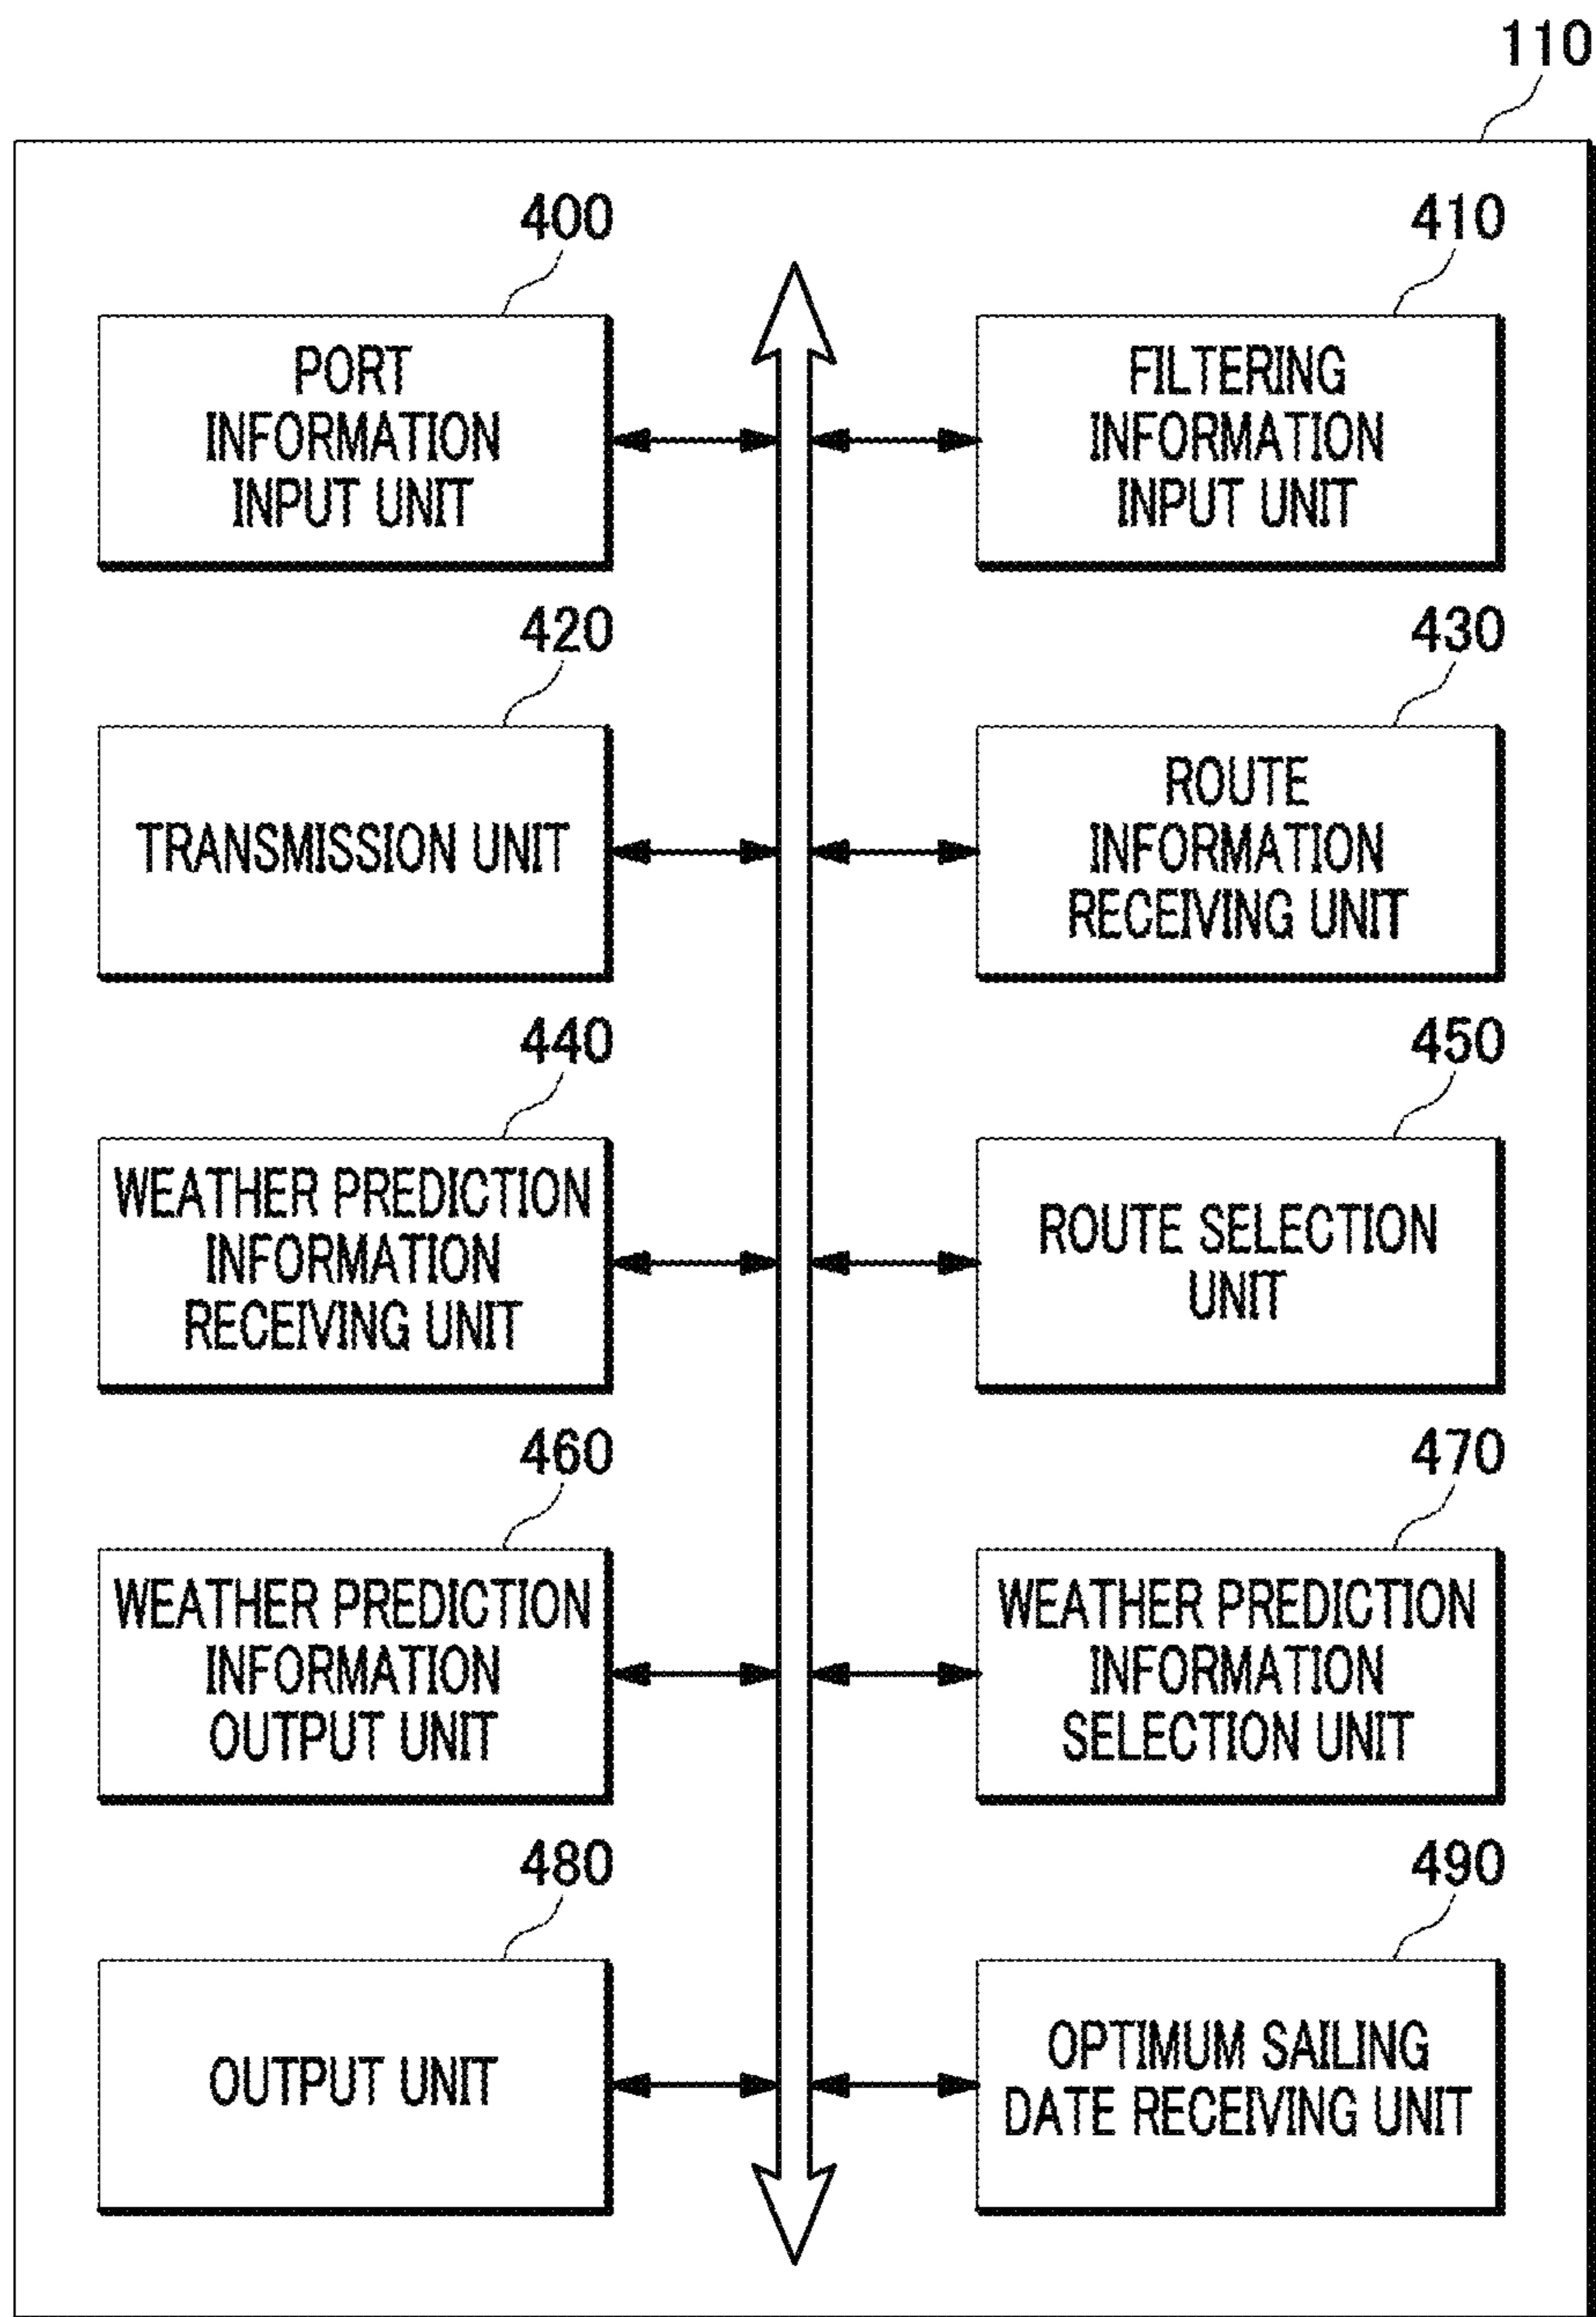 110
400
PORT
INFORMATION
INPUT UNIT
410
FILTERING
INFORMATION
INPUT UNIT
420
TRANSMISSION UNIT
430
ROUTE
INFORMATION
RECEIVING UNIT
440
WEATHER PREDICTION
INFORMATION
RECEIVING UNIT
450
ROUTE SELECTION
UNIT
460
WEATHER PREDICTION
INFORMATION
OUTPUT UNIT
470
WEATHER PREDICTION
INFORMATION
SELECTION UNIT
480
OUTPUT UNIT
490
OPTIMUM SAILING
DATE RECEIVING UNIT